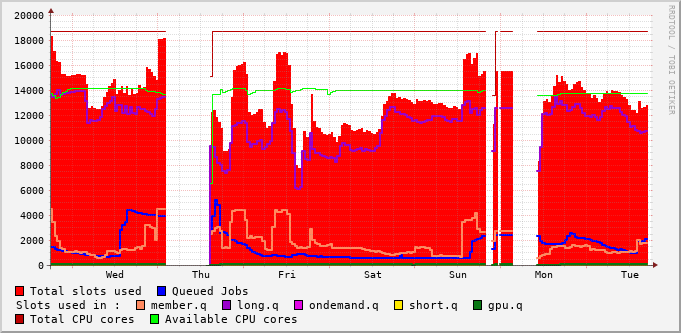 RRDTOOL / TOBI OETIKER
20000
18000
16000
14000
12000
10000
8000
6000
4000
2000
0
Wed Thu Fri Sat Sun Mon Tue
Total slots used Queued Jobs
Slots used in : member.q long.q ondemand.q short.q gpu.q
Total CPU cores Available CPU cores